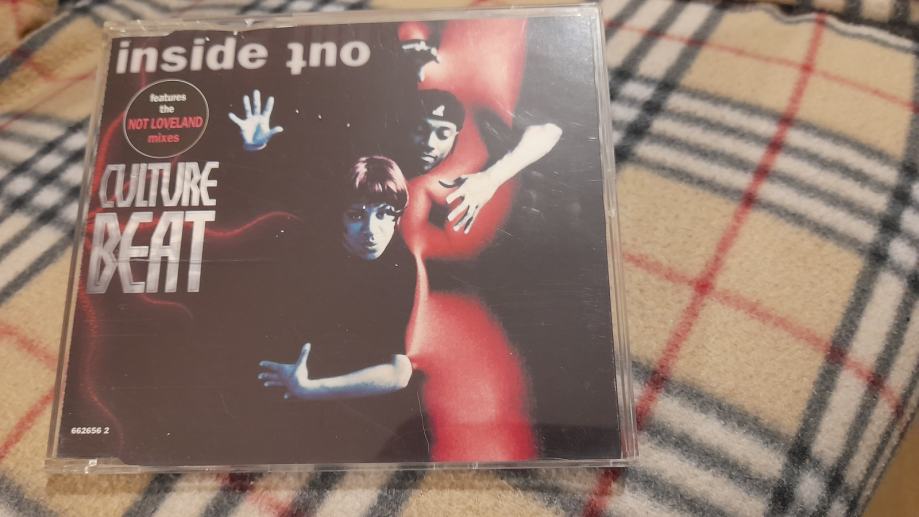 inside out
features
the
NOT LOVELAND
mixes
CULTURE
BEAT
662656 2